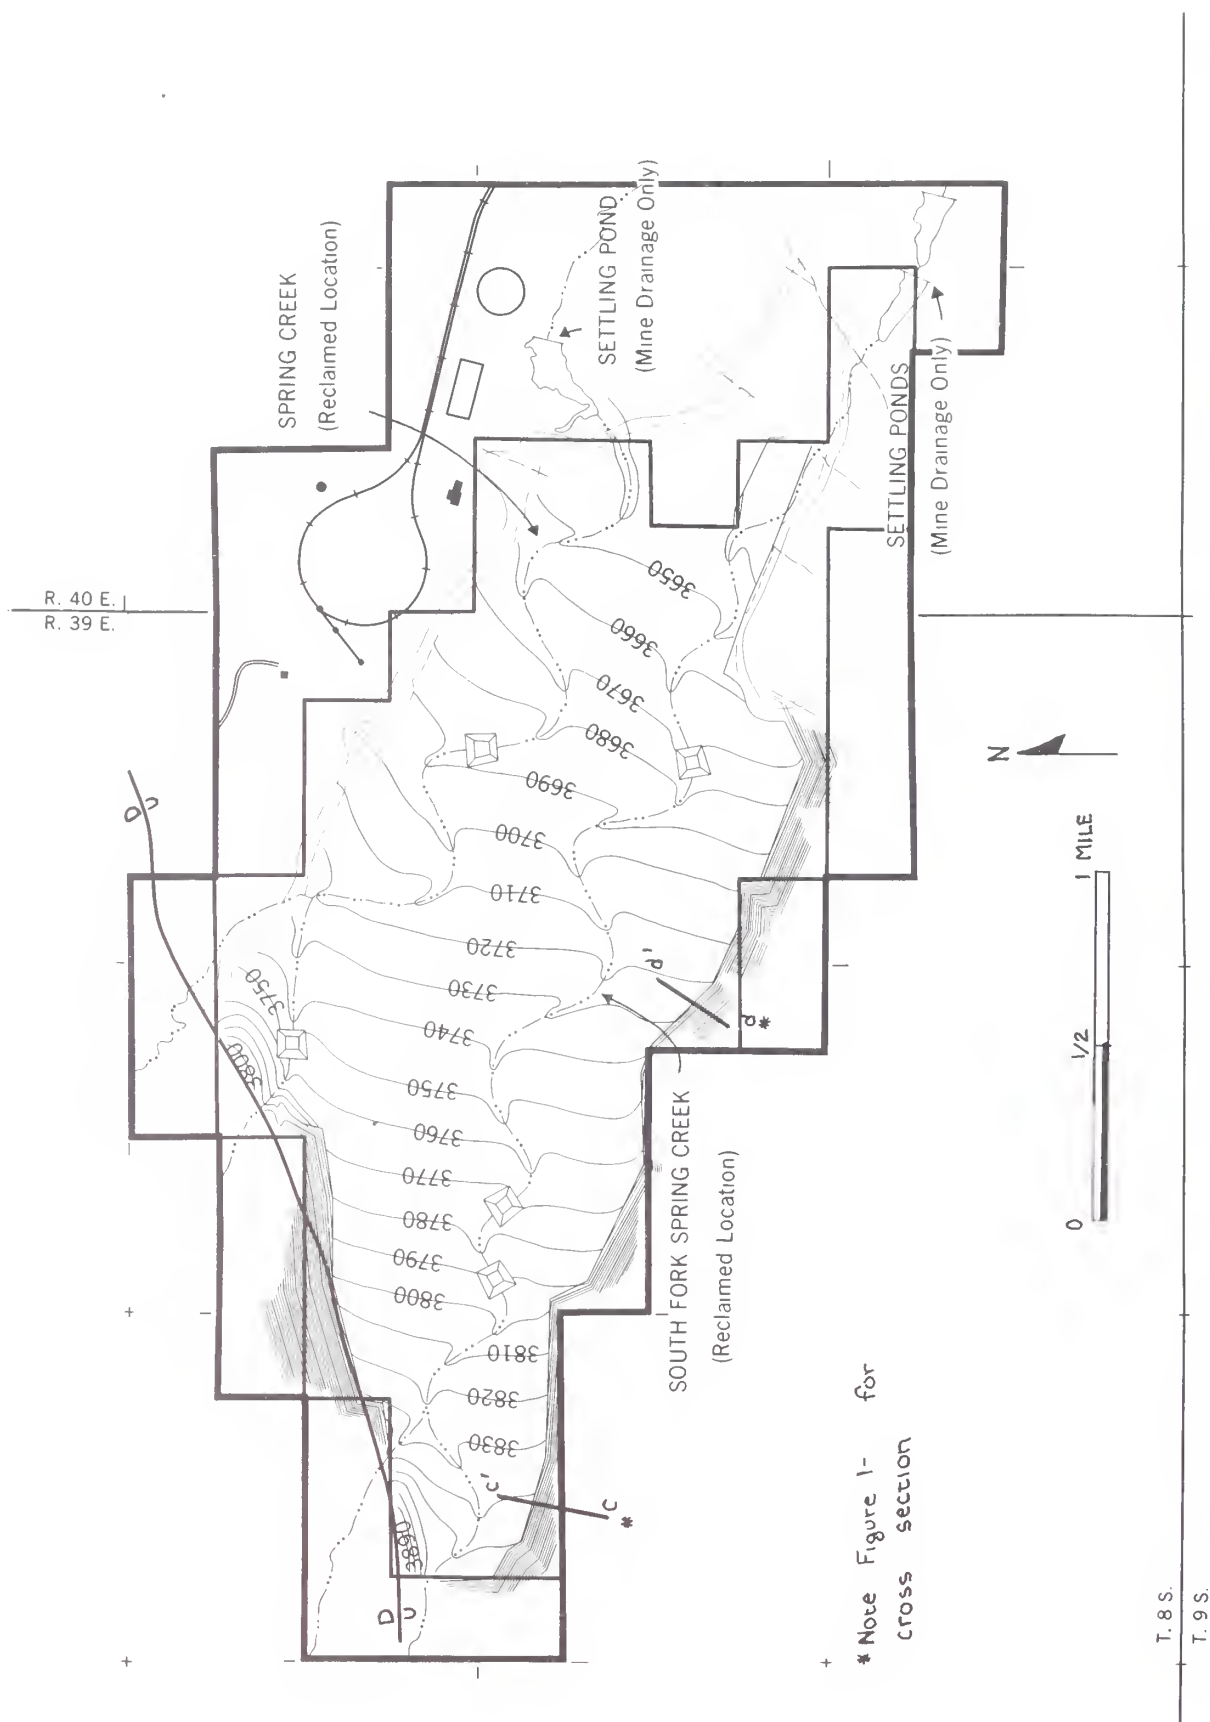 R. 40 E.
R. 39 E.
SPRING CREEK
(Reclaimed Location)
SETTLING POND
(Mine Drainage Only)
SETTLING PONDS
(Mine Drainage Only)
3650
3660
3670
3680
3690
3700
3710
3720
3730
3740
3750
3760
3770
3780
3790
3800
3810
3820
3830
3750
3800
3860
D
U
D
U
N
d'
d
*
c'
c
*
SOUTH FORK SPRING CREEK
(Reclaimed Location)
0
1/2
1 MILE
*Note Figure 1- for
cross section
T. 8 S.
T. 9 S.